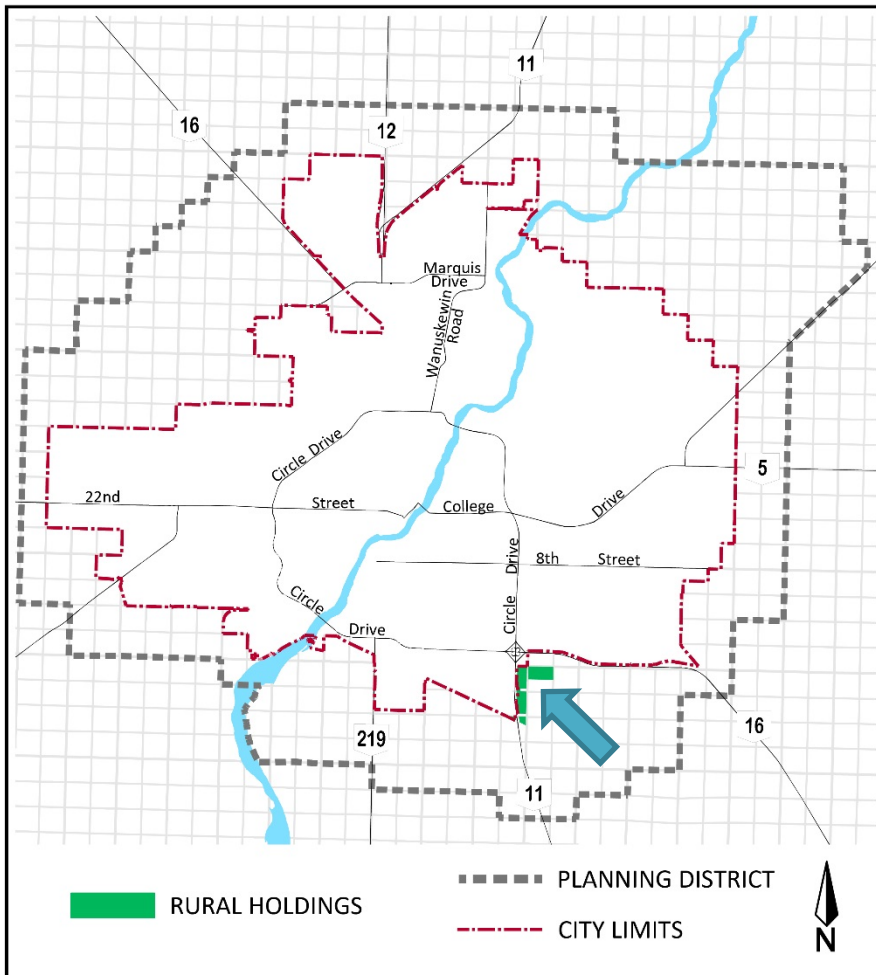 11
16
12
Marquis
Drive
Wanuskewin
Road
Circle Drive
22nd
Street
College
Drive
5
Drive
8th
Street
Circle
Circle
Drive
219
16
11
RURAL HOLDINGS
PLANNING DISTRICT
CITY LIMITS
N